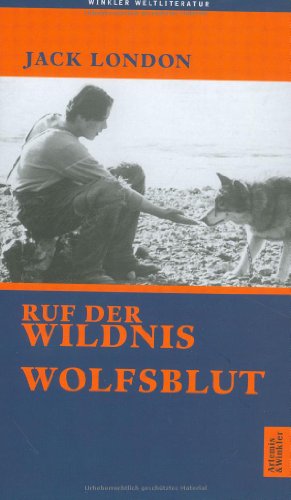 WINKLER WELTLITERATUR
JACK LONDON
RUF DER
WILDNIS
WOLFSBLUT
Artemis
&Winkler
Urheberrechtlich geschütztes Material